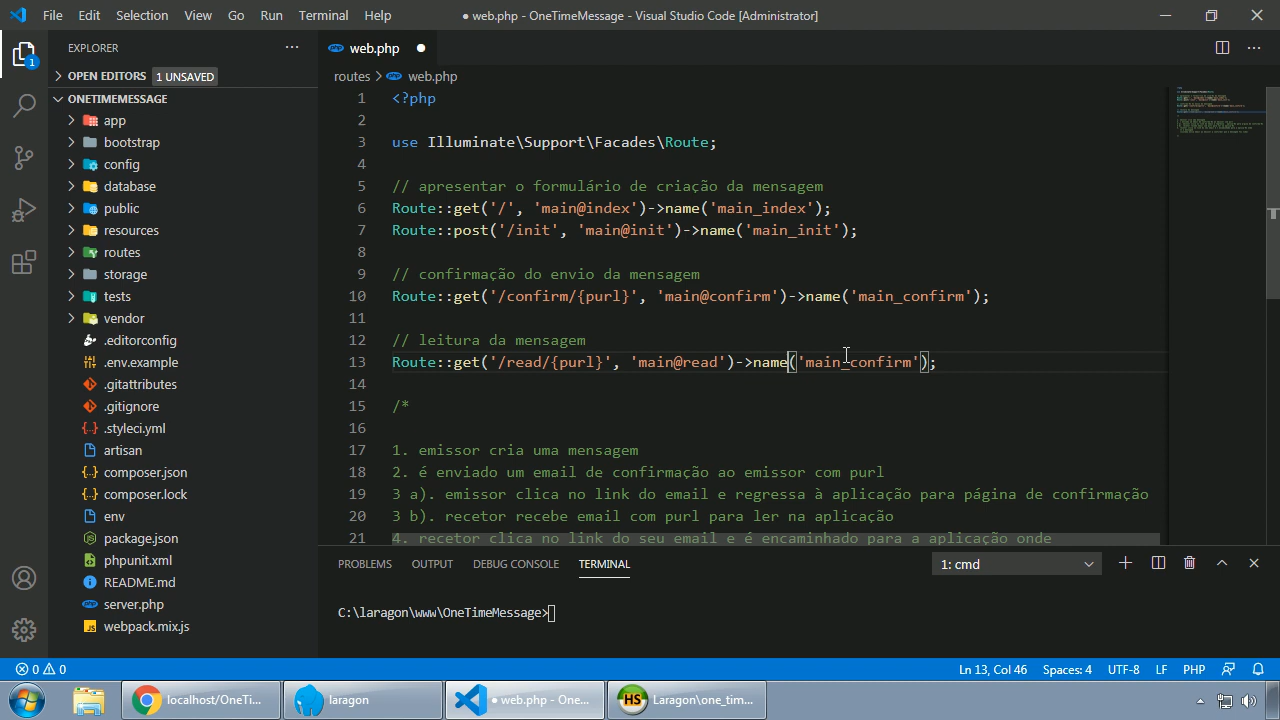 File Edit Selection View Go Run Terminal Help ● web.php - OneTimeMessage - Visual Studio Code [Administrator]
EXPLORER
OPEN EDITORS 1 UNSAVED
ONETIMEMESSAGE
app
bootstrap
config
database
public
resources
routes
storage
tests
vendor
.editorconfig
.env.example
.gitattributes
.gitignore
.styleci.yml
artisan
composer.json
composer.lock
env
package.json
phpunit.xml
README.md
server.php
webpack.mix.js
web.php
routes > web.php
1 <?php
2
3 use Illuminate\Support\Facades\Route;
4
5 // apresentar o formulário de criação da mensagem
6 Route::get('/', 'main@index')->name('main_index');
7 Route::post('/init', 'main@init')->name('main_init');
8
9 // confirmação do envio da mensagem
10 Route::get('/confirm/{purl}', 'main@confirm')->name('main_confirm');
11
12 // leitura da mensagem
13 Route::get('/read/{purl}', 'main@read')->name('main_confirm');
14
15 /*
16
17 1. emissor cria uma mensagem
18 2. é enviado um email de confirmação ao emissor com purl
19 3 a). emissor clica no link do email e regressa à aplicação para página de confirmação
20 3 b). recetor recebe email com purl para ler na aplicação
21 4. recetor clica no link do seu email e é encaminhado para a aplicação onde
PROBLEMS OUTPUT DEBUG CONSOLE TERMINAL 1: cmd
C:\laragon\www\OneTimeMessage>
1
0 0 Ln 13, Col 46 Spaces: 4 UTF-8 LF PHP
localhost/OneTi... laragon ● web.php - One... HS Laragon\one_tim...